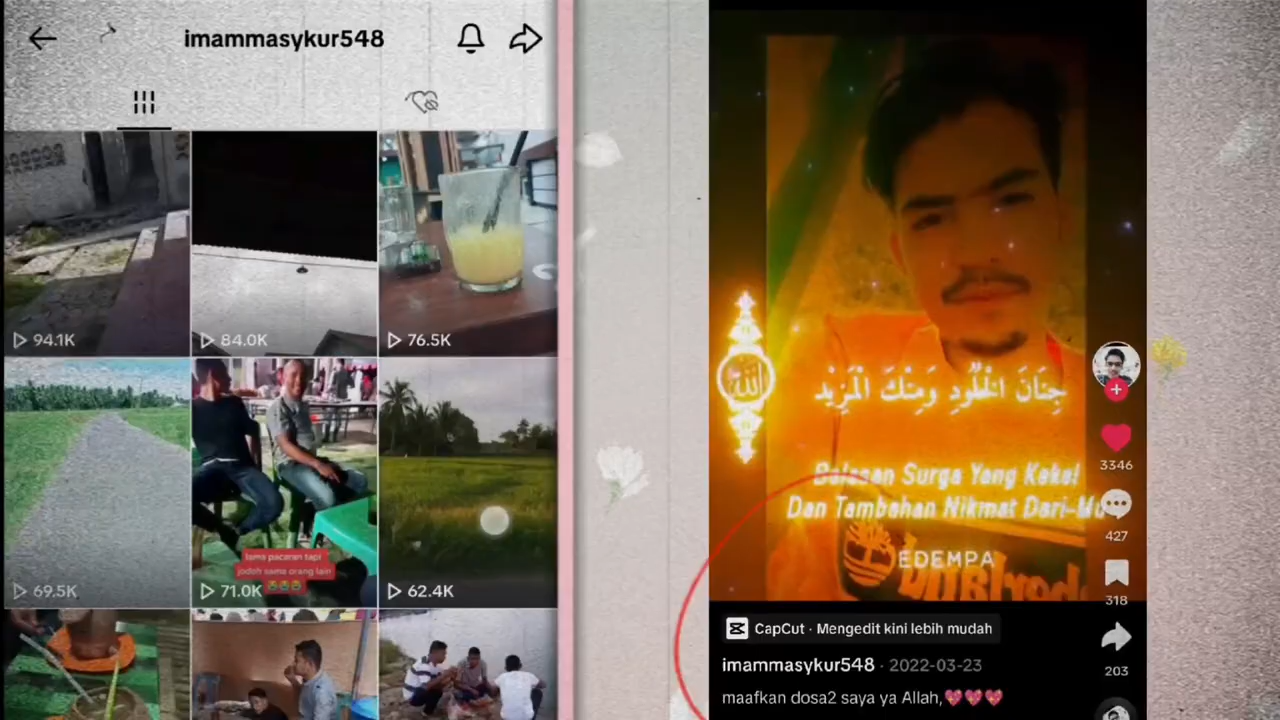 imammasykur548
94.1K
84.0K
76.5K
69.5K
lama pacaran tapi
jodoh sama orang lain
😭😭😭
71.0K
62.4K
الله
جِنَانَ الْخُلُودِ وَمِنْكَ الْمَزِيْد
Balasan Surga Yang Kekal
Dan Tambahan Nikmat Dari-Mu
EDEMPA
3346
427
318
203
CapCut · Mengedit kini lebih mudah
imammasykur548 · 2022-03-23
maafkan dosa2 saya ya Allah,💖💖💖